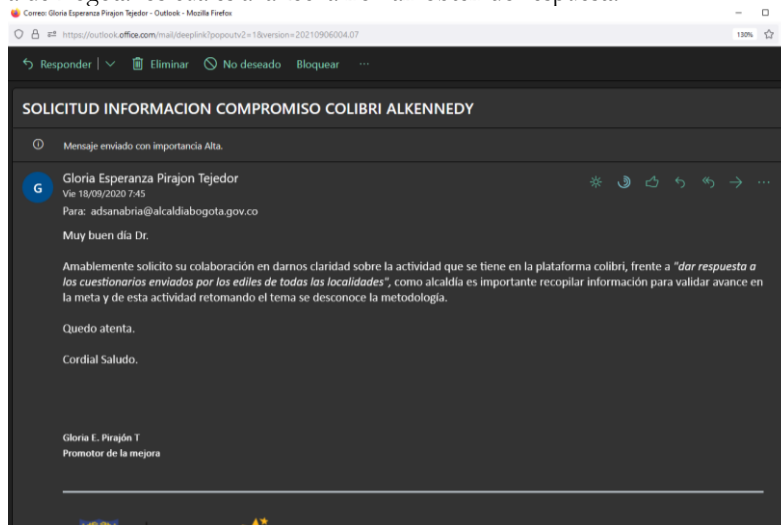 Correo: Gloria Esperanza Pirajon Tejedor - Outlook - Mozilla Firefox
https://outlook.office.com/mail/deeplink?popoutv2=1&version=20210906004.07
130%
Responder
Eliminar
No deseado
Bloquear
SOLICITUD INFORMACION COMPROMISO COLIBRI ALKENNEDY
Mensaje enviado con importancia Alta.
G
Gloria Esperanza Pirajon Tejedor
Vie 18/09/2020 7:45
Para: adsanabria@alcaldiabogota.gov.co
Muy buen día Dr.
Amablemente solicito su colaboración en darnos claridad sobre la actividad que se tiene en la plataforma colibri, frente a "dar respuesta a
los cuestionarios enviados por los ediles de todas las localidades", como alcaldía es importante recopilar información para validar avance en
la meta y de esta actividad retomando el tema se desconoce la metodología.
Quedo atenta.
Cordial Saludo.
Gloria E. Pirajón T
Promotor de la mejora